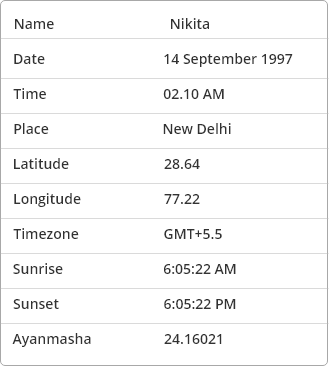 Name Nikita
Date 14 September 1997
Time 02.10 AM
Place New Delhi
Latitude 28.64
Longitude 77.22
Timezone GMT+5.5
Sunrise 6:05:22 AM
Sunset 6:05:22 PM
Ayanmasha 24.16021